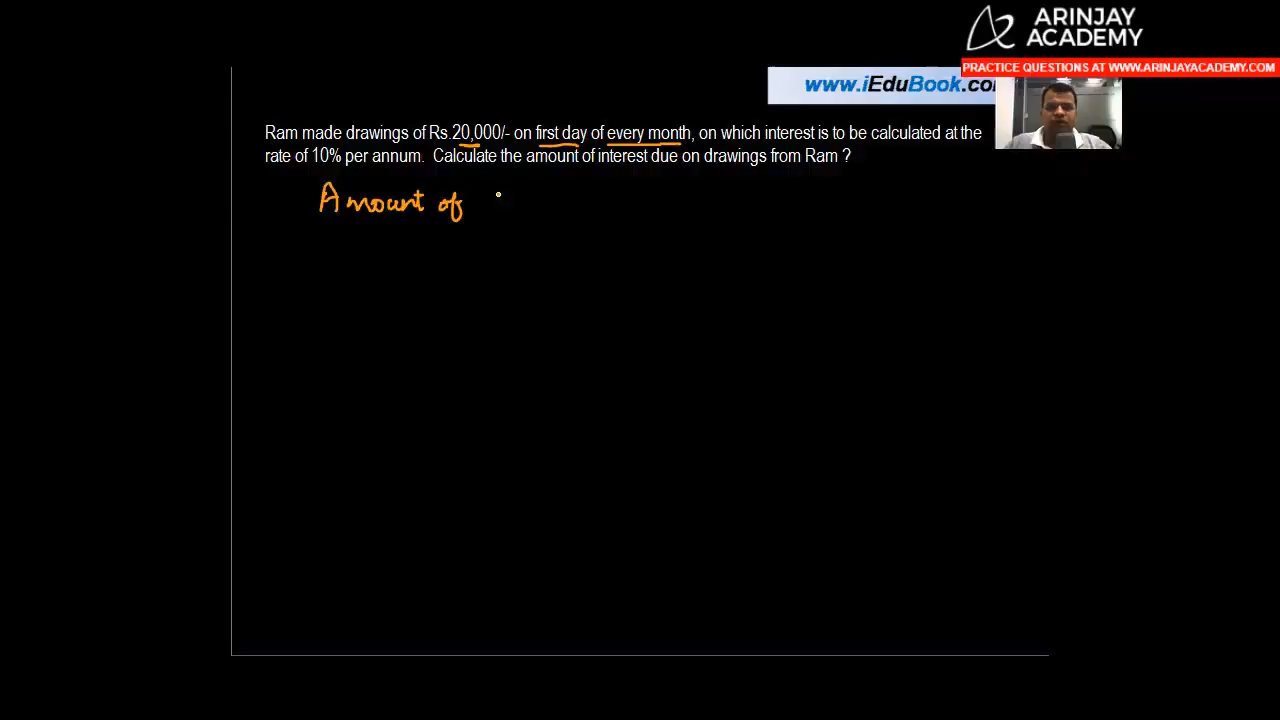 ARINJAY
ACADEMY
PRACTICE QUESTIONS AT WWW.ARINJAYACADEMY.COM
www.iEduBook.co
Ram made drawings of Rs.20,000/- on first day of every month, on which interest is to be calculated at the
rate of 10% per annum. Calculate the amount of interest due on drawings from Ram ?
Amount of